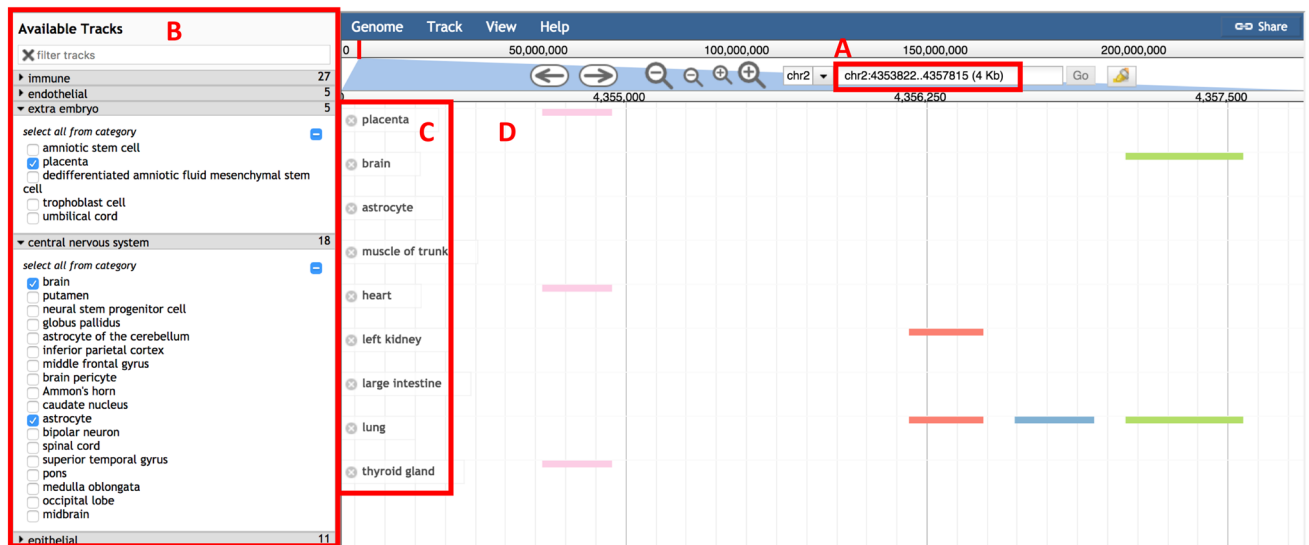 Available Tracks
B
filter tracks
immune 27
endothelial 5
extra embryo 5
select all from category
amniotic stem cell
placenta
dedifferentiated amniotic fluid mesenchymal stem
cell
trophoblast cell
umbilical cord
central nervous system 18
select all from category
brain
putamen
neural stem progenitor cell
globus pallidus
astrocyte of the cerebellum
inferior parietal cortex
middle frontal gyrus
brain pericyte
Ammon's horn
caudate nucleus
astrocyte
bipolar neuron
spinal cord
superior temporal gyrus
pons
medulla oblongata
occipital lobe
midbrain
epithelial 11
Genome Track View Help Share
0 50,000,000 100,000,000 150,000,000 200,000,000
A
chr2 chr2:4353822..4357815 (4 Kb) Go
4,355,000 4,356,250 4,357,500
C
D
placenta
brain
astrocyte
muscle of trunk
heart
left kidney
large intestine
lung
thyroid gland